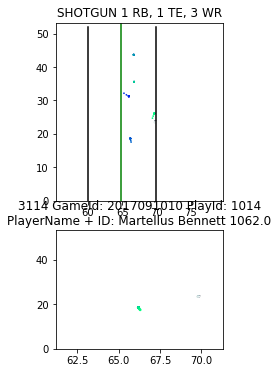 SHOTGUN 1 RB, 1 TE, 3 WR
50
40
30
20
10
0
60 65 70 75
3114 GameId: 2017091010 PlayId: 1014
PlayerName + ID: Martellus Bennett 1062.0
40
20
0
62.5 65.0 67.5 70.0